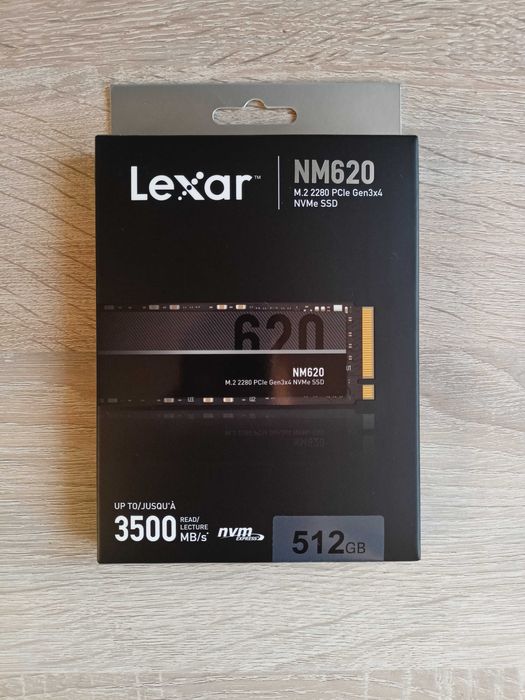 Lexar™
NM620
M.2 2280 PCIe Gen3x4
NVMe SSD
620
NM620
M.2 2280 PCIe Gen3x4 NVMe SSD
UP TO/JUSQU'À
3500 READ/
LECTURE
MB/s*
nvm
EXPRESS
512GB